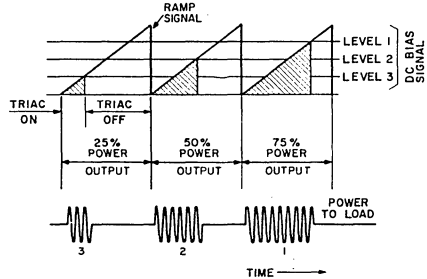 RAMP
SIGNAL
LEVEL 1
LEVEL 2
LEVEL 3
DC BIAS
SIGNAL
TRIAC
ON
TRIAC
OFF
25%
POWER
OUTPUT
50%
POWER
OUTPUT
75%
POWER
OUTPUT
POWER
TO LOAD
3
2
1
TIME